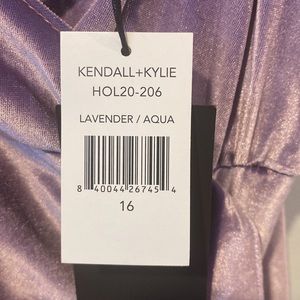 KENDALL+KYLIE
HOL20-206
LAVENDER / AQUA
8 40044 26745 4
16